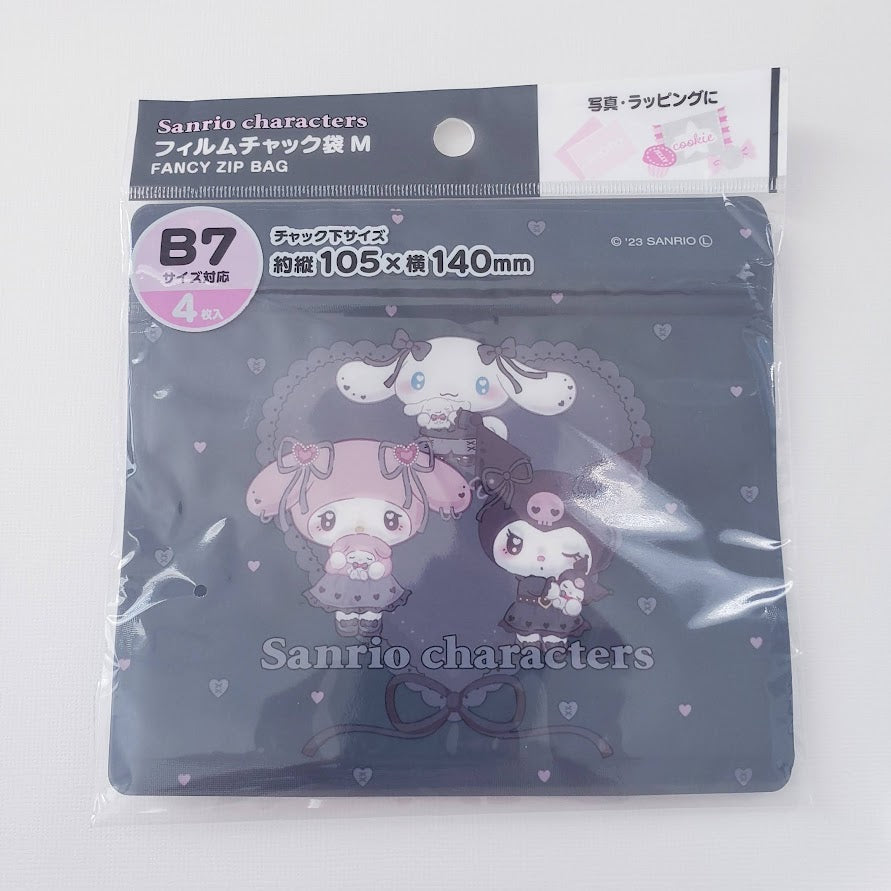 Sanrio characters
フィルムチャック袋 M
FANCY ZIP BAG
写真・ラッピングに
cookie
B7
サイズ対応
4枚入
チャック下サイズ
約縦105×横140mm
© '23 SANRIO Ⓛ
Sanrio characters